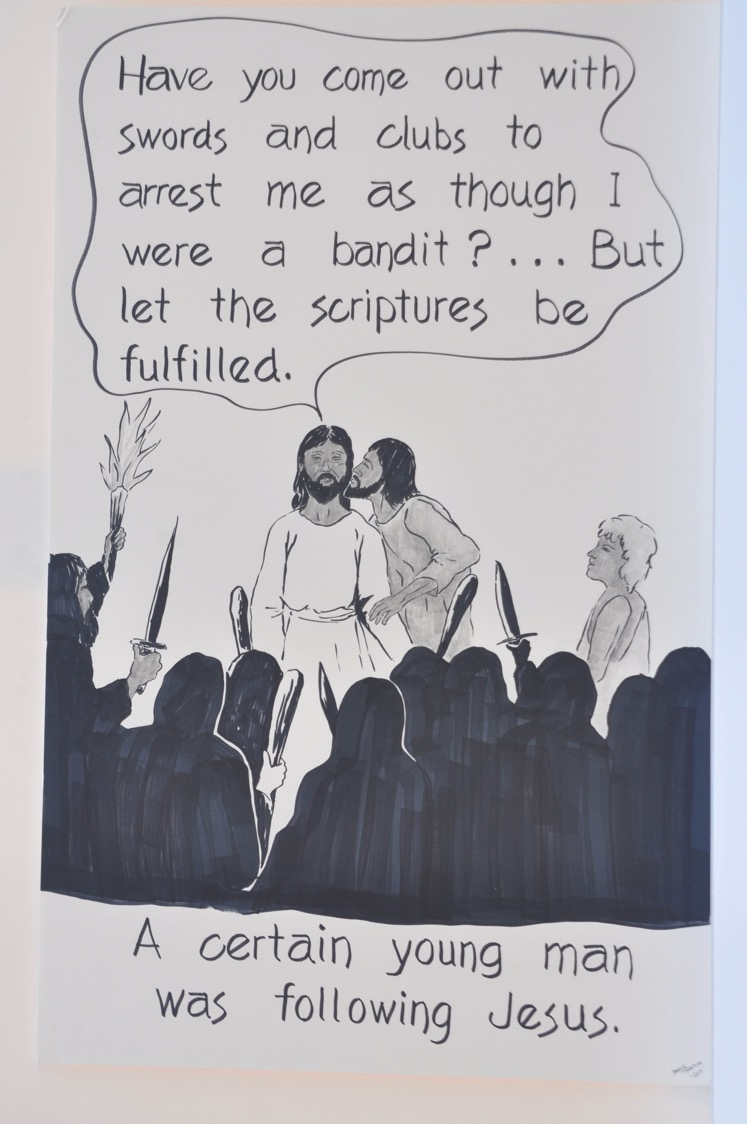 Have you come out with
swords and clubs to
arrest me as though I
were a bandit?... But
let the scriptures be
fulfilled.
A certain young man
was following Jesus.